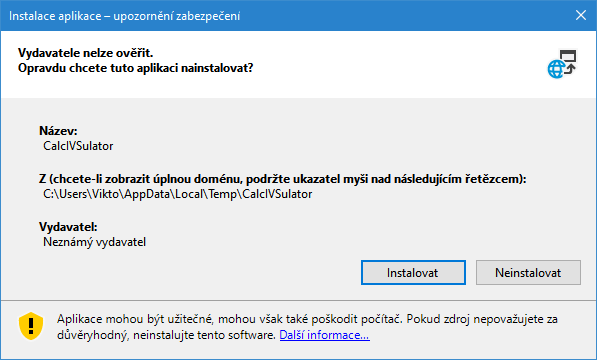 Instalace aplikace – upozornění zabezpečení
Vydavatele nelze ověřit.
Opravdu chcete tuto aplikaci nainstalovat?
Název:
CalcIVSulator
Z (chcete-li zobrazit úplnou doménu, podržte ukazatel myši nad následujícím řetězcem):
C:\Users\Vikto\AppData\Local\Temp\CalcIVSulator
Vydavatel:
Neznámý vydavatel
Instalovat
Neinstalovat
Aplikace mohou být užitečné, mohou však také poškodit počítač. Pokud zdroj nepovažujete za
důvěryhodný, neinstalujte tento software. Další informace...